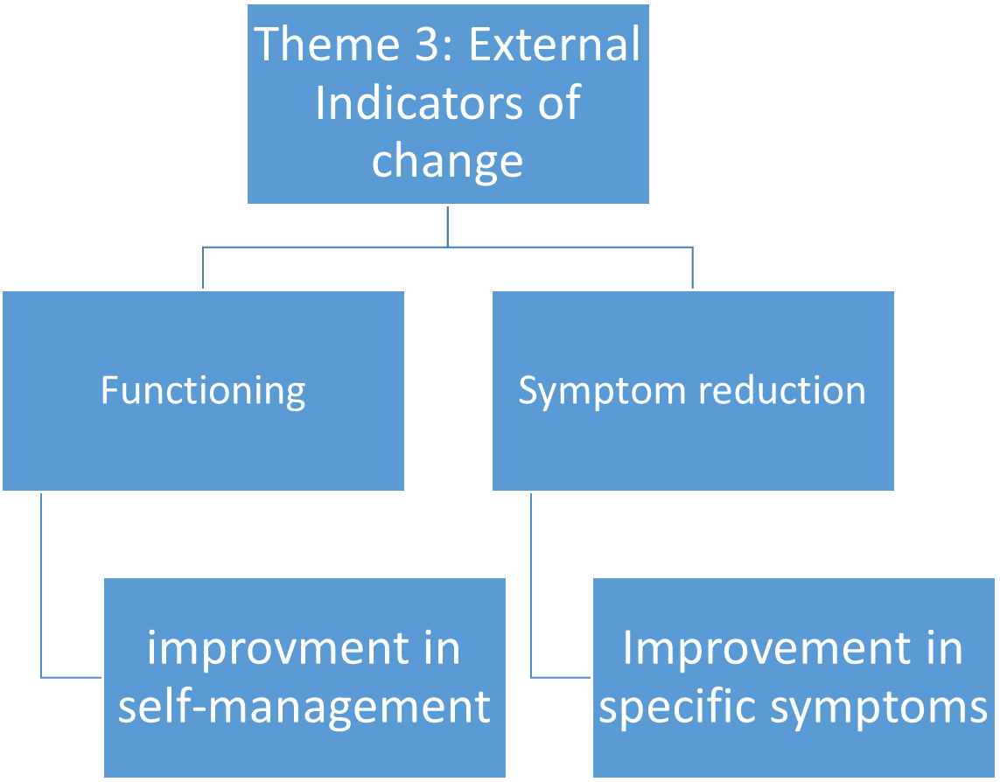 Theme 3: External
Indicators of
change
Functioning
Symptom reduction
improvment in
self-management
Improvement in
specific symptoms